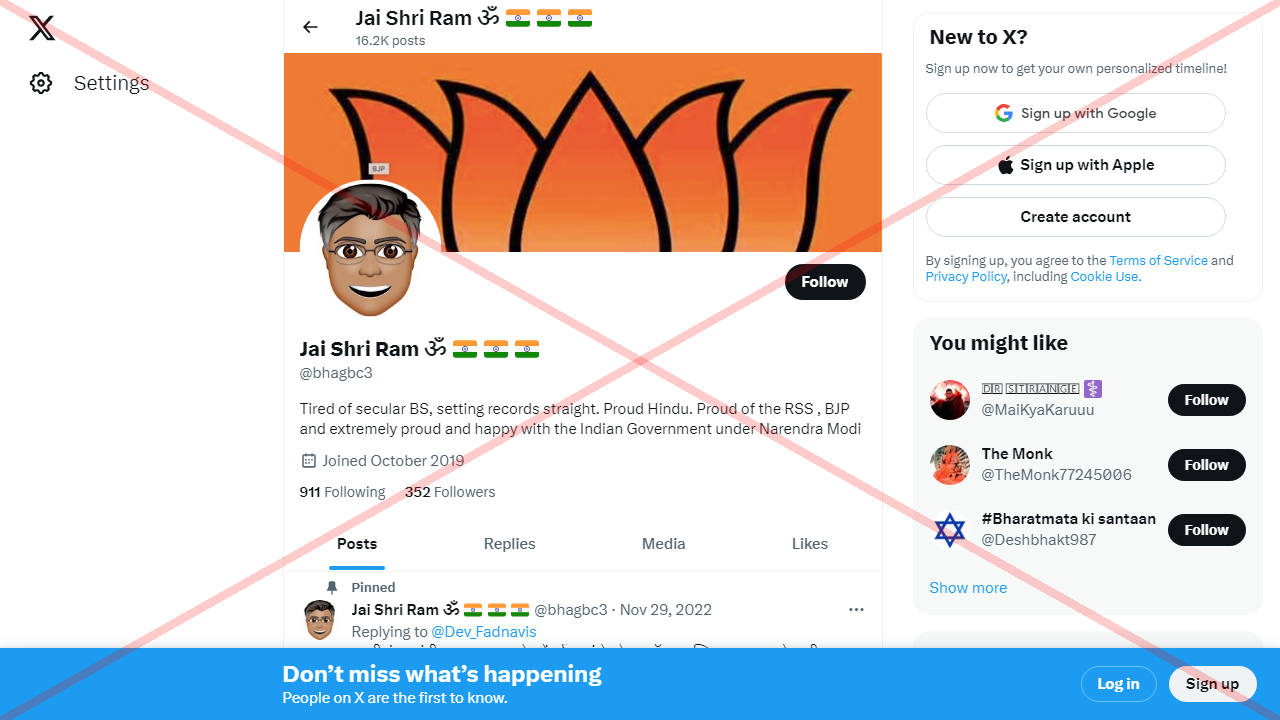 Settings
Jai Shri Ram 🕉 🇮🇳 🇮🇳 🇮🇳
16.2K posts
BJP
Follow
Jai Shri Ram 🕉 🇮🇳 🇮🇳 🇮🇳
@bhagbc3
Tired of secular BS, setting records straight. Proud Hindu. Proud of the RSS , BJP
and extremely proud and happy with the Indian Government under Narendra Modi
Joined October 2019
911 Following 352 Followers
Posts Replies Media Likes
Pinned
Jai Shri Ram 🕉 🇮🇳 🇮🇳 🇮🇳 @bhagbc3 · Nov 29, 2022
Replying to @Dev_Fadnavis
New to X?
Sign up now to get your own personalized timeline!
Sign up with Google
Sign up with Apple
Create account
By signing up, you agree to the Terms of Service and
Privacy Policy, including Cookie Use.
You might like
🄳🅁 🅂🅃🅁🄰🄽🄶🄴 ⚕️
@MaiKyaKaruuu
Follow
The Monk
@TheMonk77245006
Follow
#Bharatmata ki santaan
@Deshbhakt987
Follow
Show more
Don’t miss what’s happening
People on X are the first to know.
Log in
Sign up